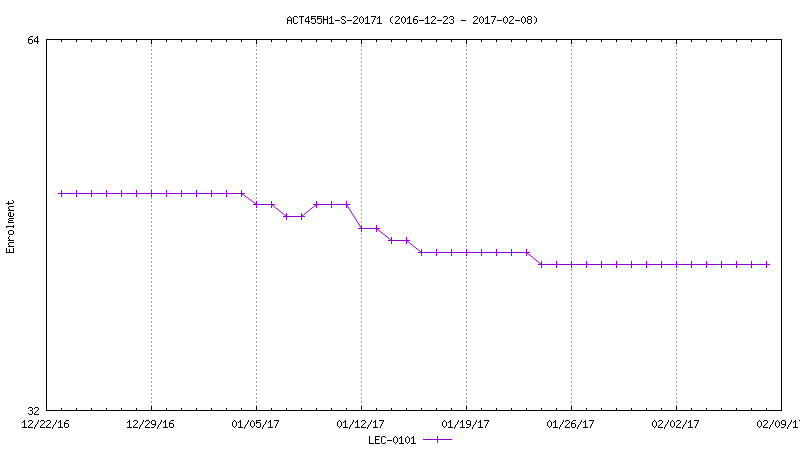 ACT455H1-S-20171 (2016-12-23 - 2017-02-08)
64
Enrolment
32
12/22/16 12/29/16 01/05/17 01/12/17 01/19/17 01/26/17 02/02/17 02/09/1
LEC-0101